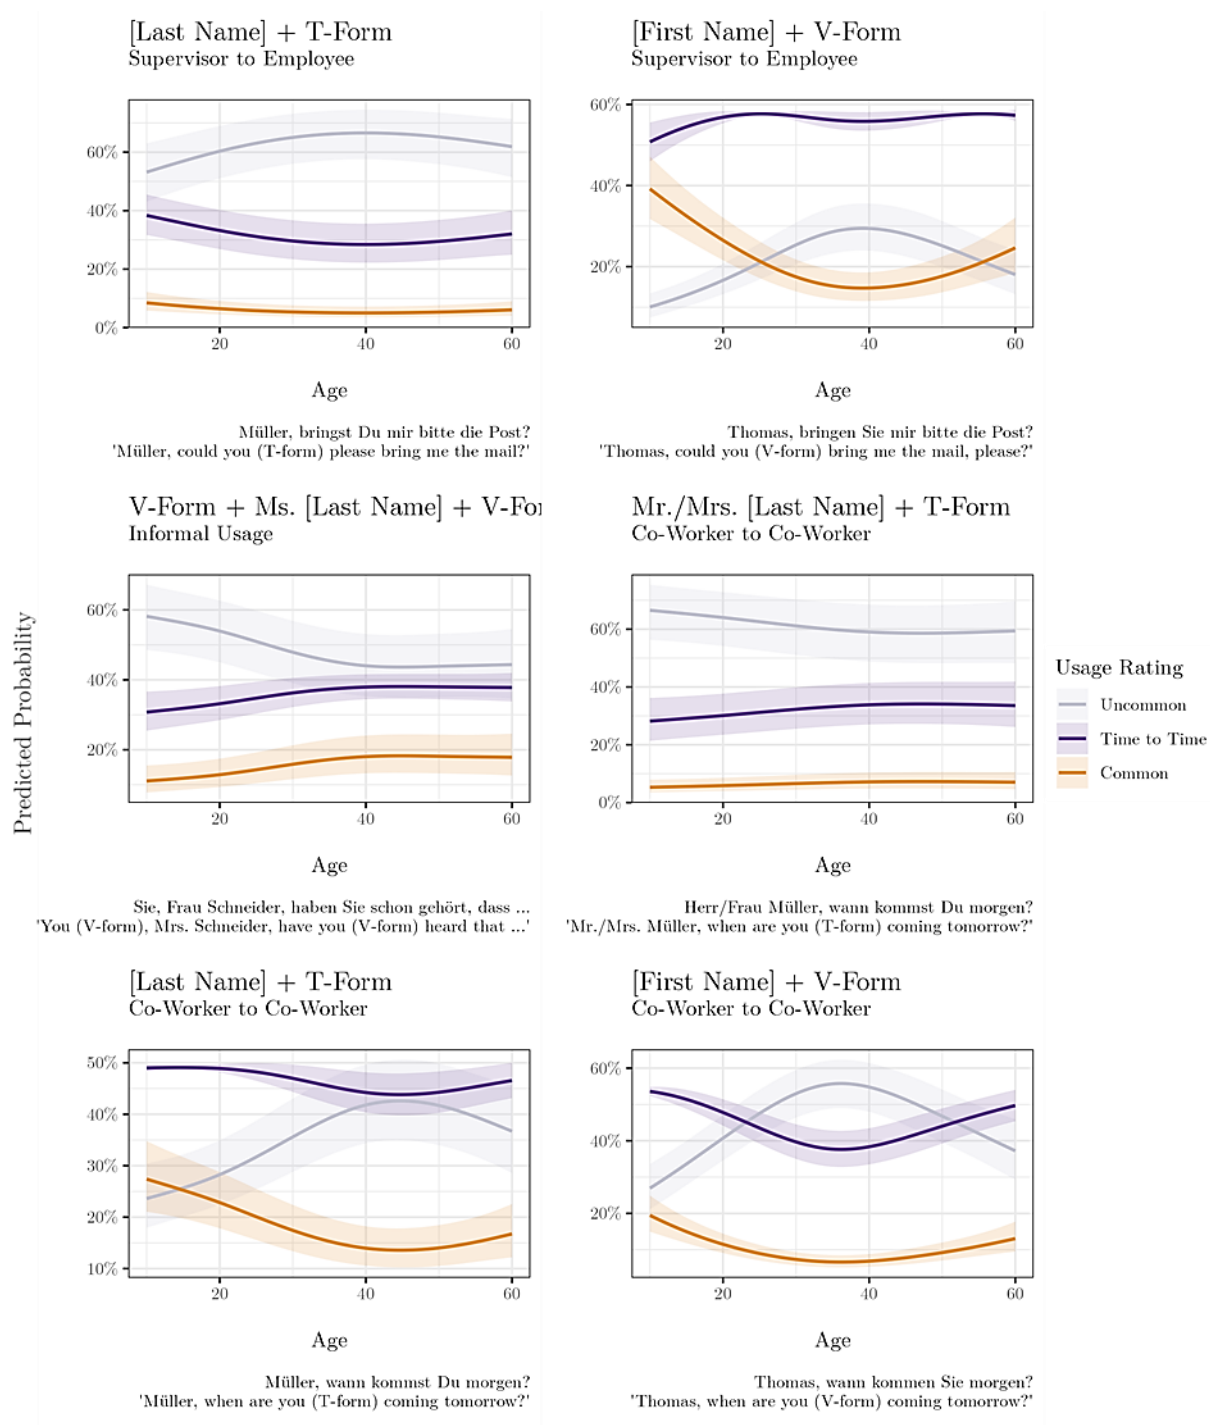 [Last Name] + T-Form
Supervisor to Employee
60%
40%
20%
0%
20 40 60
Age
Müller, bringst Du mir bitte die Post?
'Müller, could you (T-form) please bring me the mail?'
[First Name] + V-Form
Supervisor to Employee
60%
40%
20%
20 40 60
Age
Thomas, bringen Sie mir bitte die Post?
'Thomas, could you (V-form) bring me the mail, please?'
Predicted Probability
V-Form + Ms. [Last Name] + V-For
Informal Usage
60%
40%
20%
20 40 60
Age
Sie, Frau Schneider, haben Sie schon gehört, dass ...
'You (V-form), Mrs. Schneider, have you (V-form) heard that ...'
Mr./Mrs. [Last Name] + T-Form
Co-Worker to Co-Worker
60%
40%
20%
0%
20 40 60
Age
Herr/Frau Müller, wann kommst Du morgen?
'Mr./Mrs. Müller, when are you (T-form) coming tomorrow?'
Usage Rating
Uncommon
Time to Time
Common
[Last Name] + T-Form
Co-Worker to Co-Worker
50%
40%
30%
20%
10%
20 40 60
Age
Müller, wann kommst Du morgen?
'Müller, when are you (T-form) coming tomorrow?'
[First Name] + V-Form
Co-Worker to Co-Worker
60%
40%
20%
20 40 60
Age
Thomas, wann kommen Sie morgen?
'Thomas, when are you (V-form) coming tomorrow?'